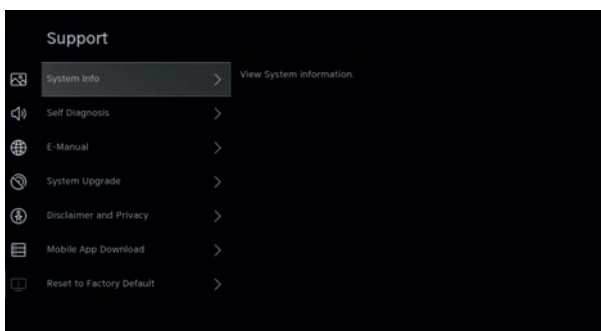 Support
System Info
View System information.
Self Diagnosis
E-Manual
System Upgrade
Disclaimer and Privacy
Mobile App Download
Reset to Factory Default